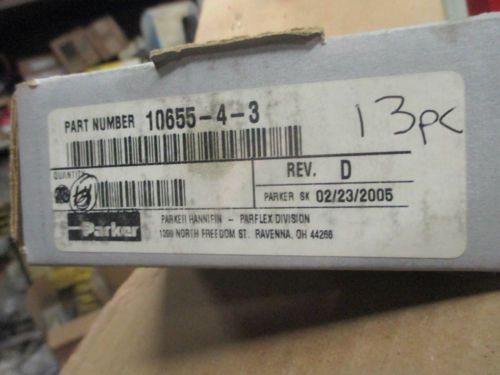 PART NUMBER 10655-4-3
13pc
QUANTITY
REV. D
PARKER SK 02/23/2005
Parker
PARKER HANNIFIN - PARFLEX DIVISION
1300 NORTH FREEDOM ST. RAVENNA, OH 44266